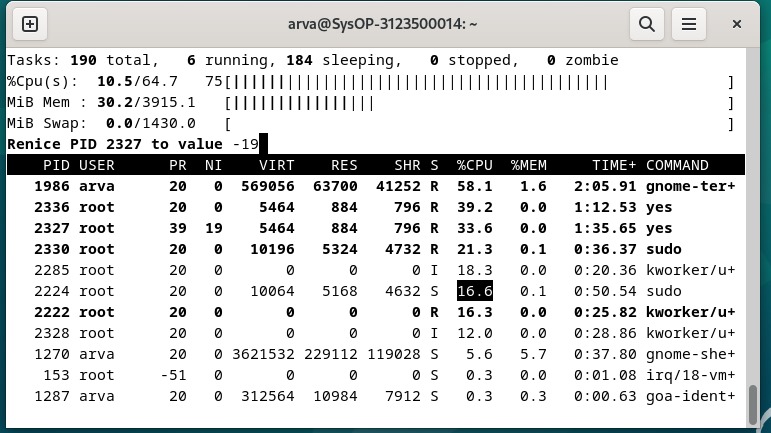 arva@SysOP-3123500014: ~
Tasks: 190 total, 6 running, 184 sleeping, 0 stopped, 0 zombie
%Cpu(s): 10.5/64.7 75[||||||||||||||||||||||||||||||||||||||||||||||| ]
MiB Mem : 30.2/3915.1 [|||||||||||||||| ]
MiB Swap: 0.0/1430.0 [ ]
Renice PID 2327 to value -19
PID USER PR NI VIRT RES SHR S %CPU %MEM TIME+ COMMAND
1986 arva 20 0 569056 63700 41252 R 58.1 1.6 2:05.91 gnome-ter+
2336 root 20 0 5464 884 796 R 39.2 0.0 1:12.53 yes
2327 root 39 19 5464 884 796 R 33.6 0.0 1:35.65 yes
2330 root 20 0 10196 5324 4732 R 21.3 0.1 0:36.37 sudo
2285 root 20 0 0 0 0 I 18.3 0.0 0:20.36 kworker/u+
2224 root 20 0 10064 5168 4632 S 16.6 0.1 0:50.54 sudo
2222 root 20 0 0 0 0 R 16.3 0.0 0:25.82 kworker/u+
2328 root 20 0 0 0 0 I 12.0 0.0 0:28.86 kworker/u+
1270 arva 20 0 3621532 229112 119028 S 5.6 5.7 0:37.80 gnome-she+
153 root -51 0 0 0 0 S 0.3 0.0 0:01.08 irq/18-vm+
1287 arva 20 0 312564 10984 7912 S 0.3 0.3 0:00.63 goa-ident+